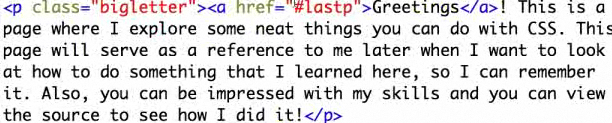 <p class="bigletter"><a href="#lastp">Greetings</a>! This is a
page where I explore some neat things you can do with CSS. This
page will serve as a reference to me later when I want to look
at how to do something that I learned here, so I can remember
it. Also, you can be impressed with my skills and you can view
the source to see how I did it!</p>